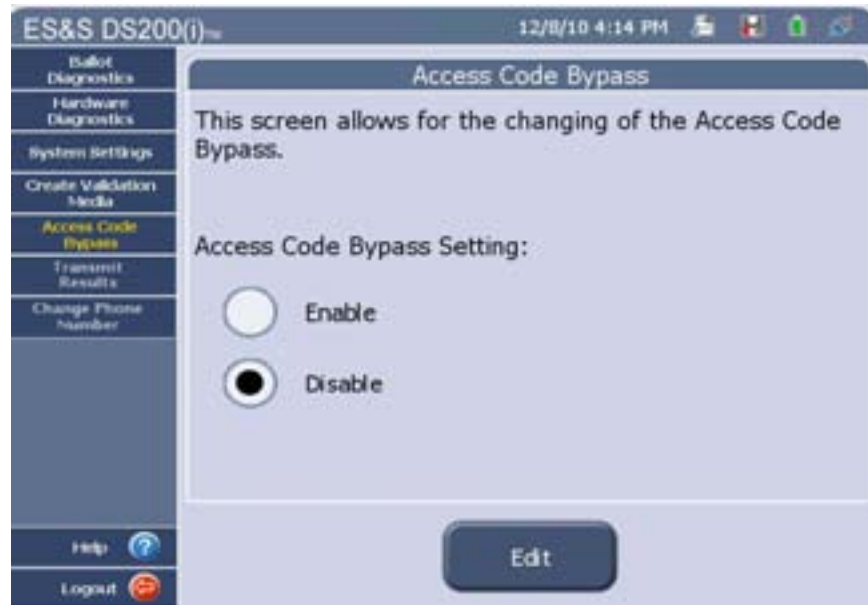 ES&S DS200(i)™
12/8/10 4:14 PM
Ballot
Diagnostics
Hardware
Diagnostics
System Settings
Create Validation
Media
Access Code
Bypass
Transmit
Results
Change Phone
Number
Help
Logout
Access Code Bypass
This screen allows for the changing of the Access Code
Bypass.
Access Code Bypass Setting:
Enable
Disable
Edit